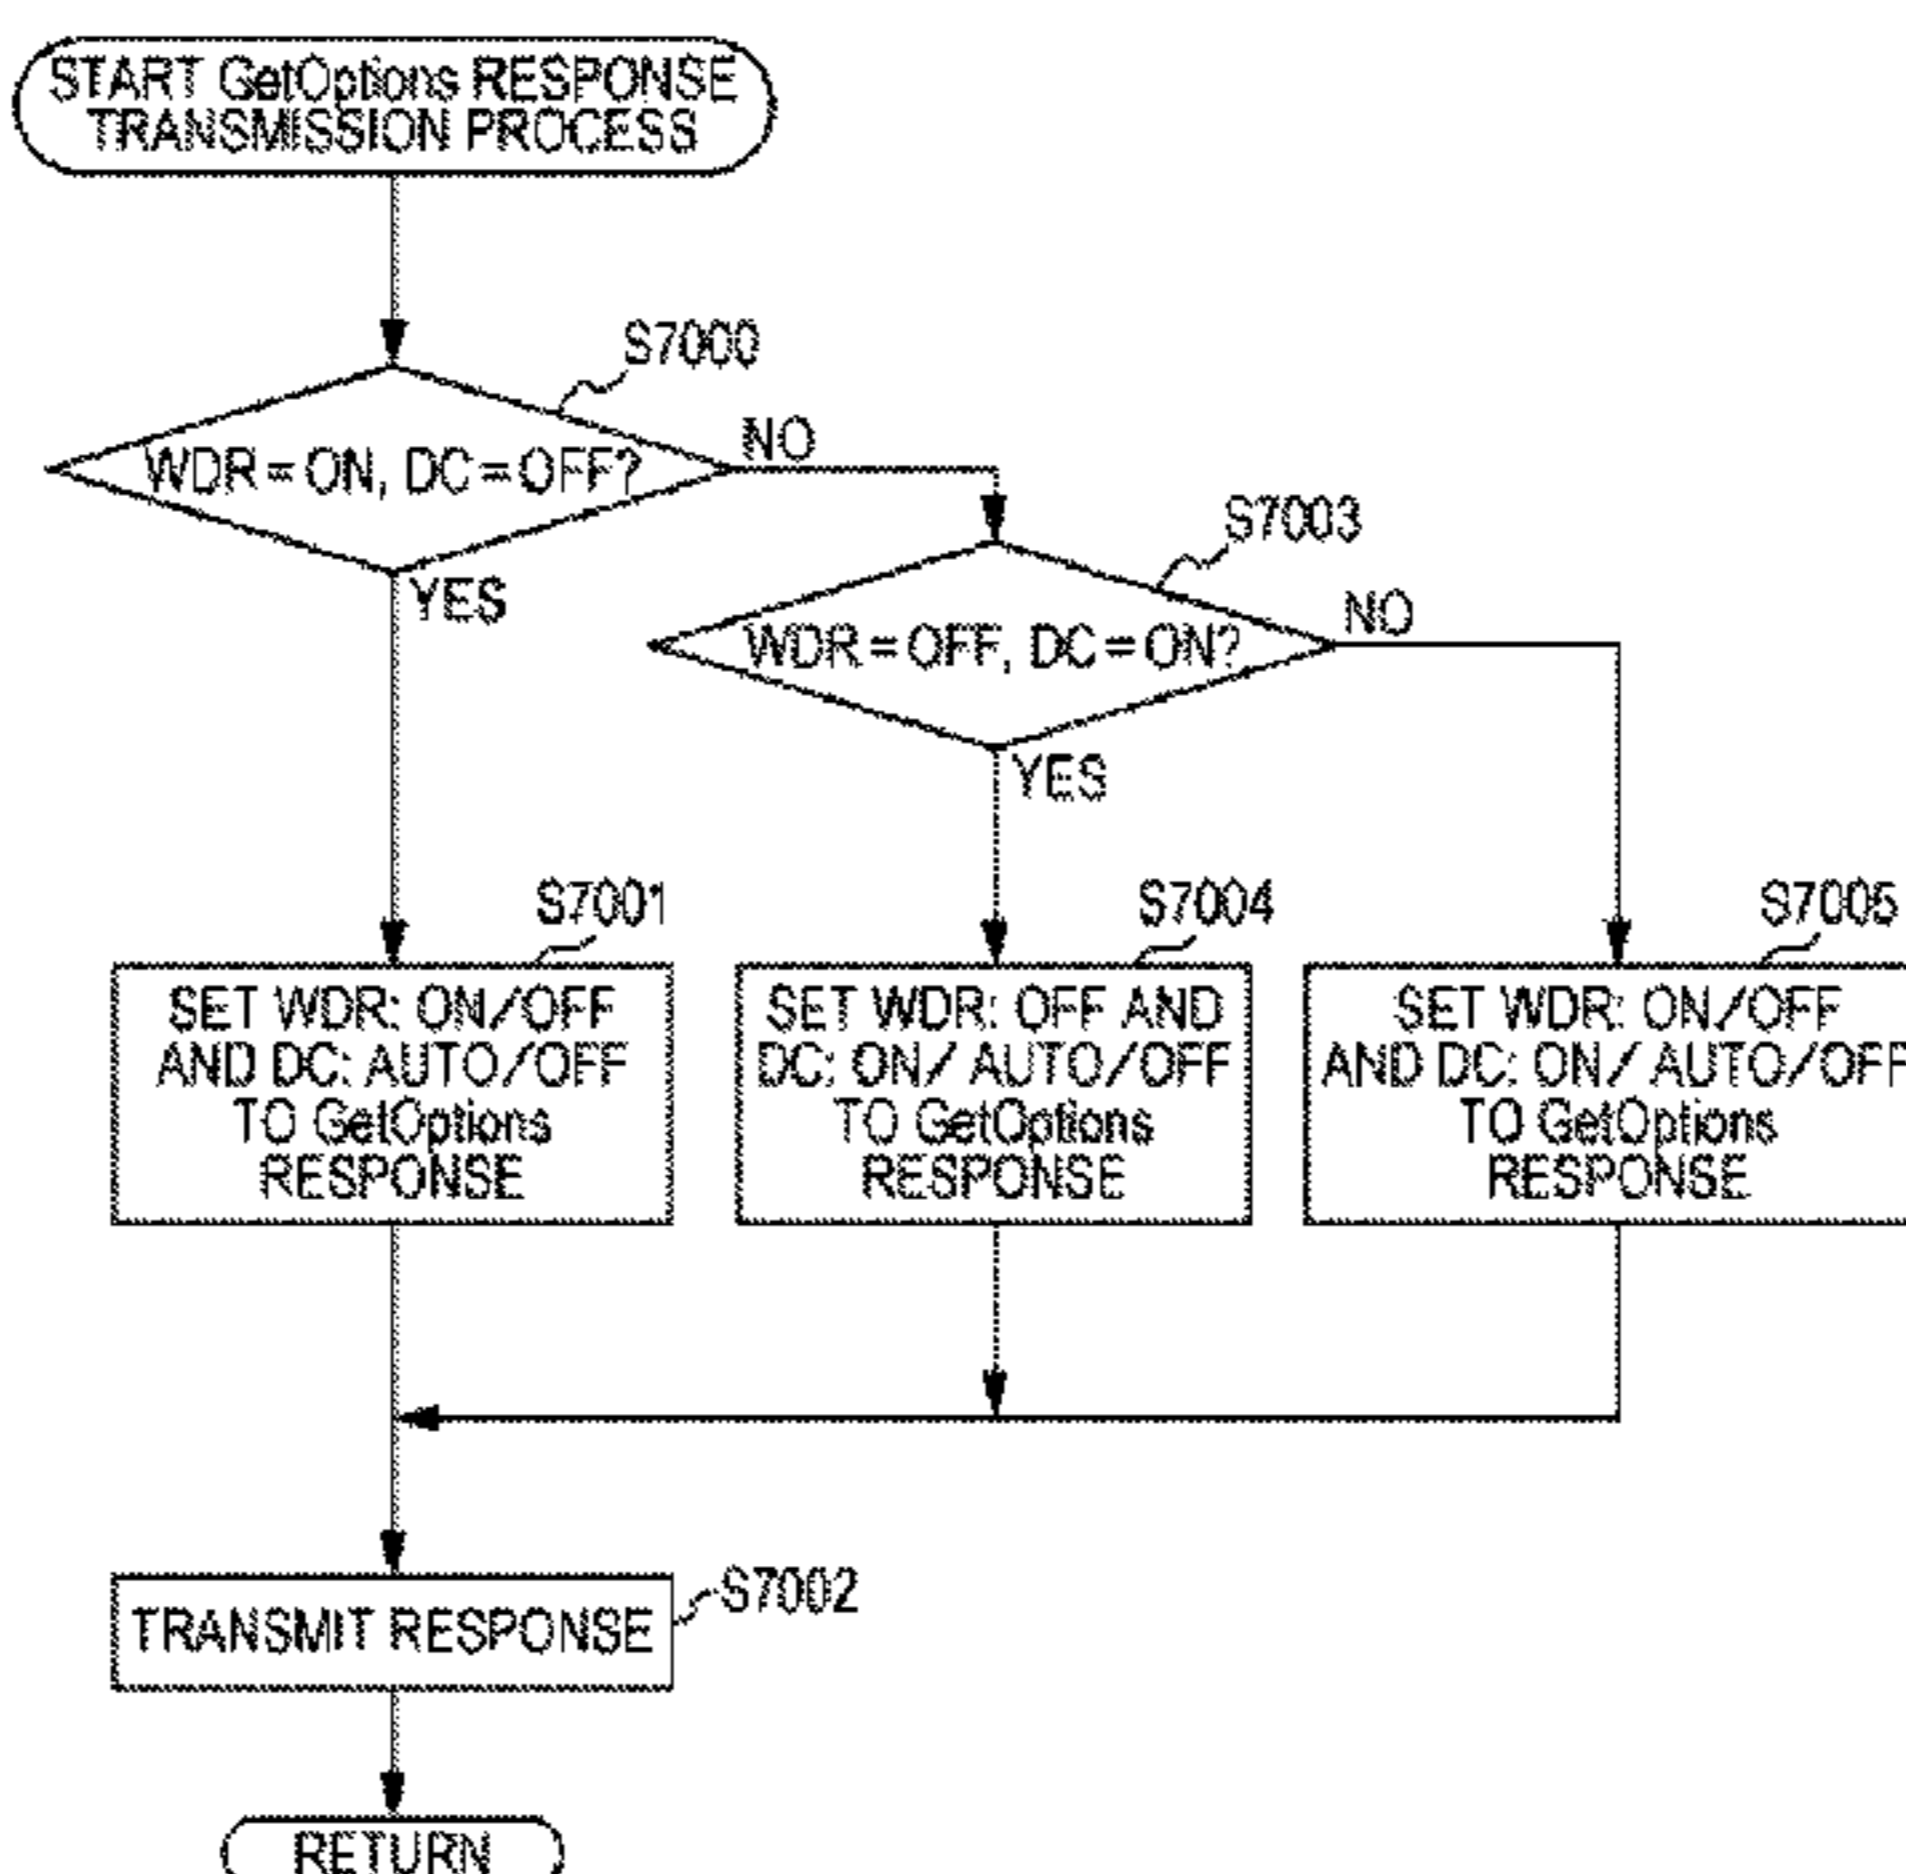 START GetOptions RESPONSE
TRANSMISSION PROCESS
S7000
WDR = ON, DC = OFF?
NO
YES
S7003
WDR = OFF, DC = ON?
NO
YES
S7001
SET WDR: ON/OFF
AND DC: AUTO/OFF
TO GetOptions
RESPONSE
S7004
SET WDR: OFF AND
DC: ON/ AUTO/OFF
TO GetOptions
RESPONSE
S7005
SET WDR: ON/OFF
AND DC: ON/ AUTO/OFF
TO GetOptions
RESPONSE
TRANSMIT RESPONSE
S7002
RETURN